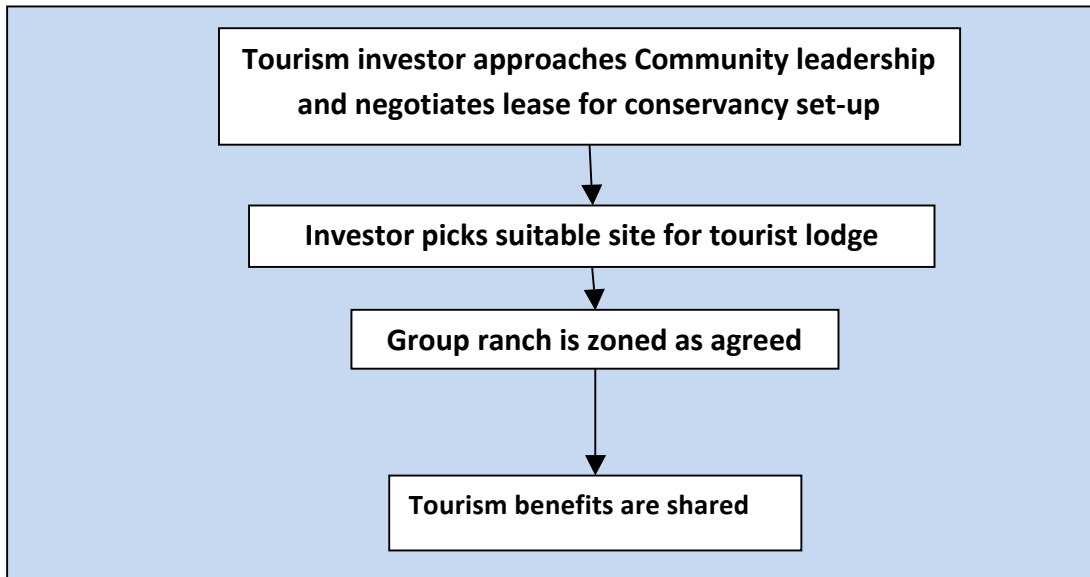 Tourism investor approaches Community leadership
and negotiates lease for conservancy set-up
Investor picks suitable site for tourist lodge
Group ranch is zoned as agreed
Tourism benefits are shared